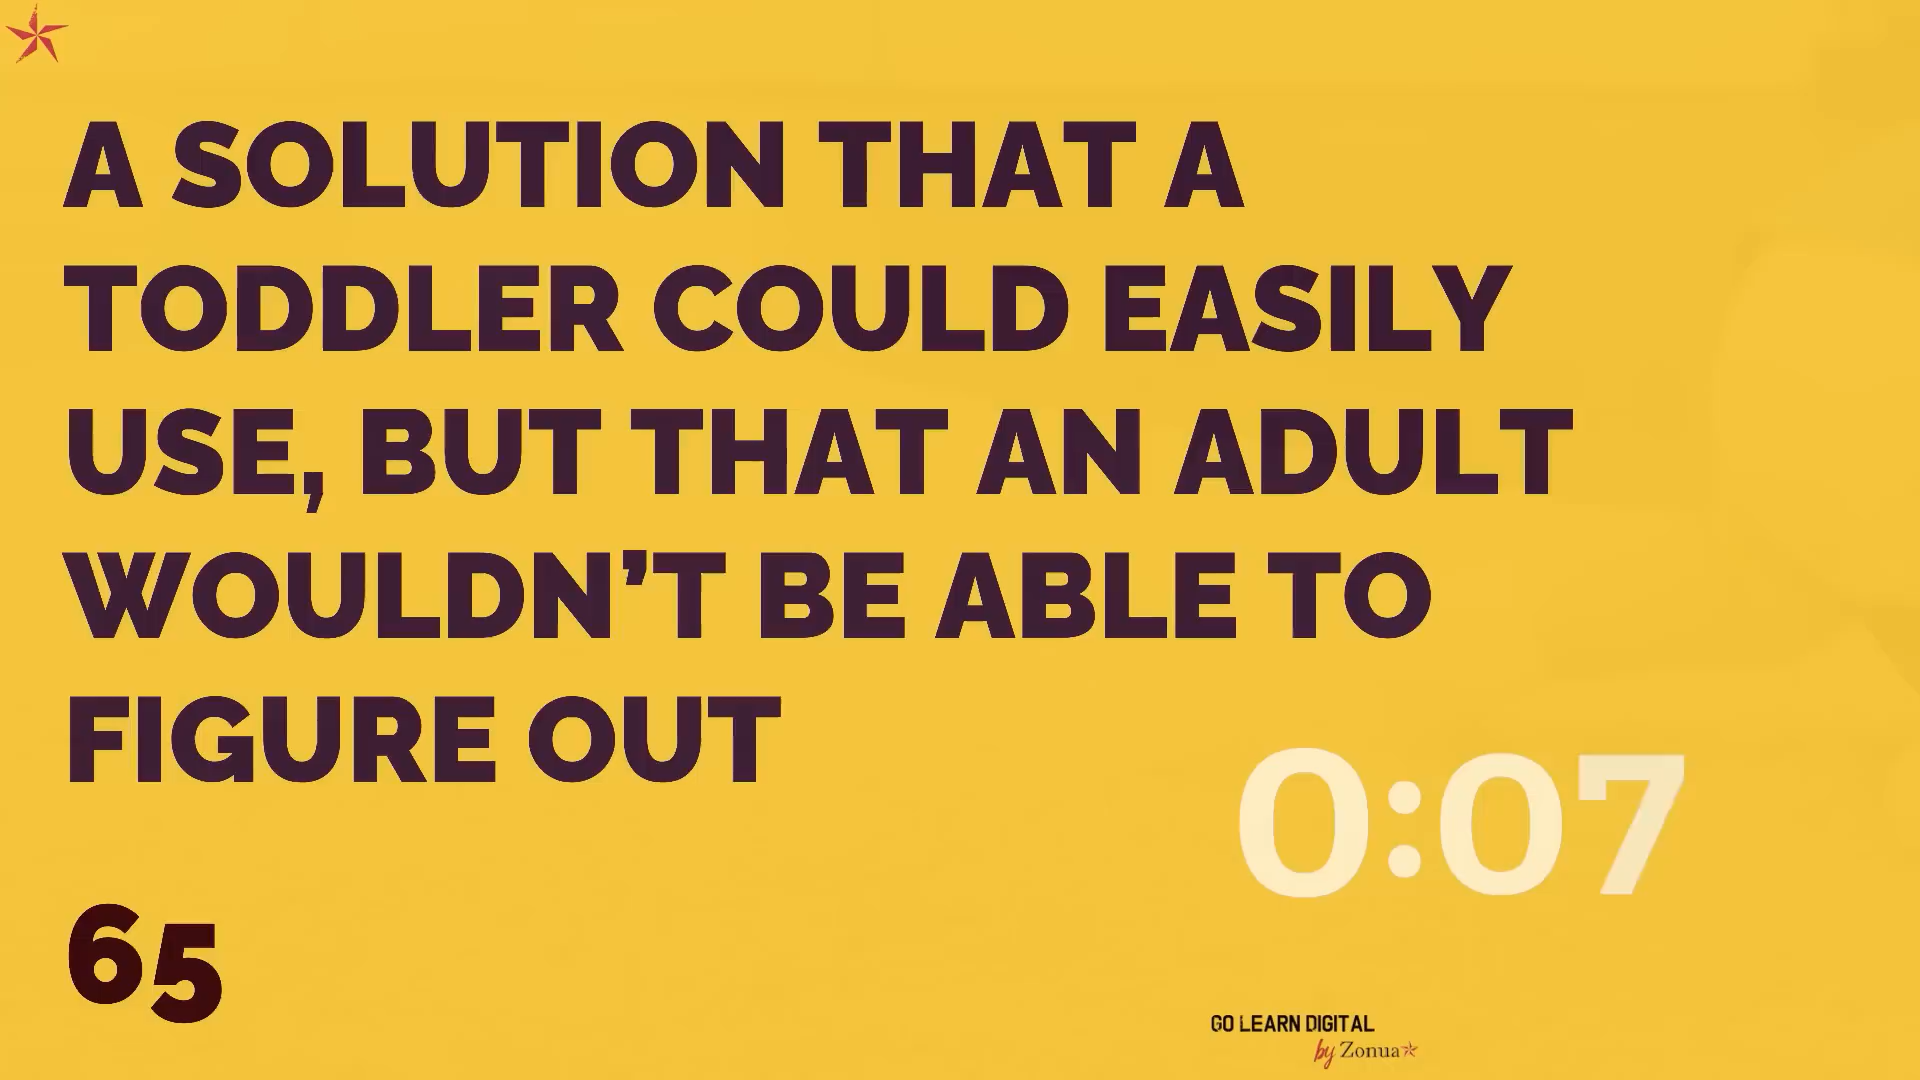 A SOLUTION THAT A
TODDLER COULD EASILY
USE, BUT THAT AN ADULT
WOULDN’T BE ABLE TO
FIGURE OUT
0:07
65
GO LEARN DIGITAL
by Zonua